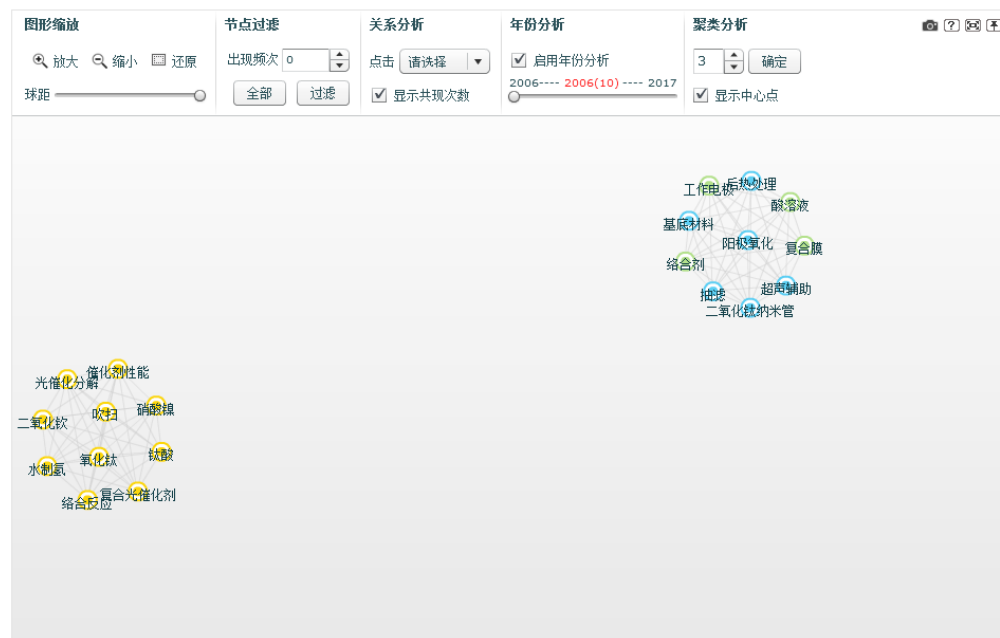 图形缩放
节点过滤
关系分析
年份分析
聚类分析
放大 缩小 还原
出现频次 0
点击 请选择
启用年份分析
3 确定
球距
全部 过滤
显示共现次数
2006---- 2006(10) ---- 2017
显示中心点
工作电极
后热处理
酸溶液
基底材料
阳极氧化
复合膜
络合剂
抽滤
超声辅助
二氧化钛纳米管
催化剂性能
光催化分解
吹扫
硝酸镍
二氧化钦
氧化钛
钛酸
水制氢
络合反应
复合光催化剂